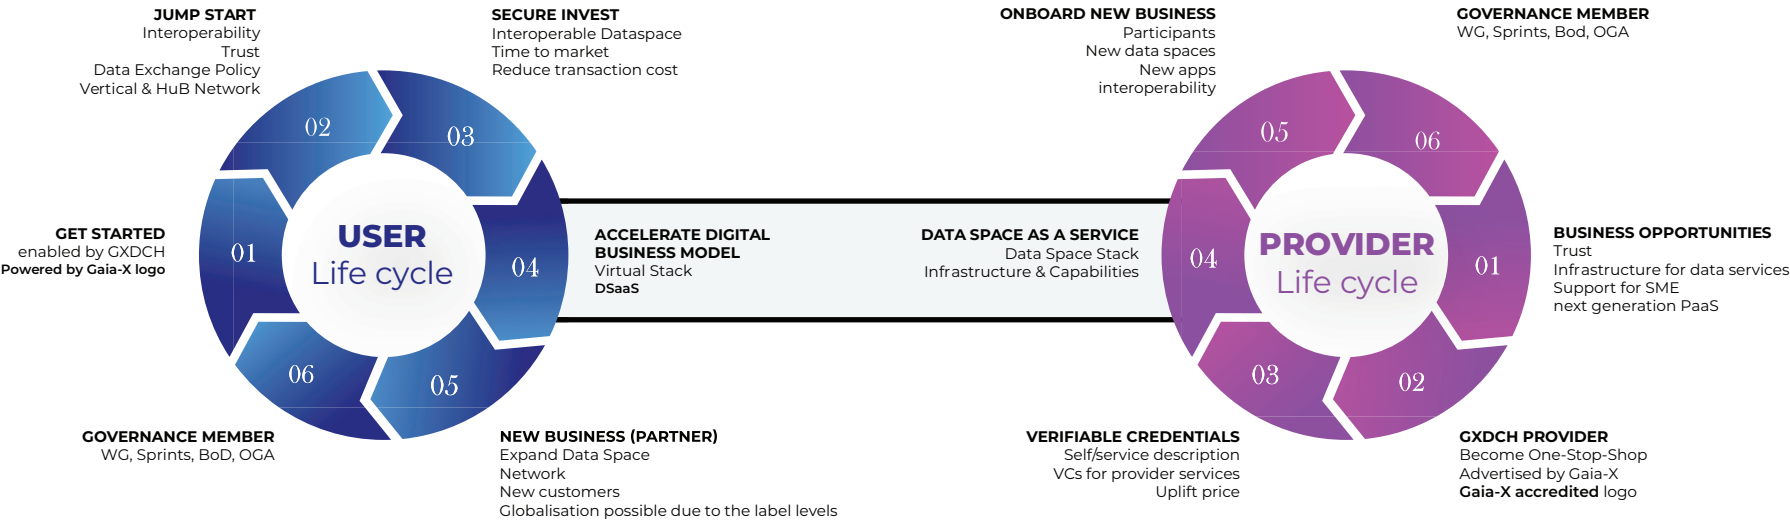 JUMP START
Interoperability
Trust
Data Exchange Policy
Vertical & HuB Network
SECURE INVEST
Interoperable Dataspace
Time to market
Reduce transaction cost
ONBOARD NEW BUSINESS
Participants
New data spaces
New apps
interoperability
GOVERNANCE MEMBER
WG, Sprints, Bod, OGA
02
03
05
06
GET STARTED
enabled by GXDCH
Powered by Gaia-X logo
01
USER
Life cycle
04
ACCELERATE DIGITAL
BUSINESS MODEL
Virtual Stack
DSaaS
DATA SPACE AS A SERVICE
Data Space Stack
Infrastructure & Capabilities
04
PROVIDER
Life cycle
01
BUSINESS OPPORTUNITIES
Trust
Infrastructure for data services
Support for SME
next generation PaaS
06
05
03
02
GOVERNANCE MEMBER
WG, Sprints, BoD, OGA
NEW BUSINESS (PARTNER)
Expand Data Space
Network
New customers
Globalisation possible due to the label levels
VERIFIABLE CREDENTIALS
Self/service description
VCs for provider services
Uplift price
GXDCH PROVIDER
Become One-Stop-Shop
Advertised by Gaia-X
Gaia-X accredited logo